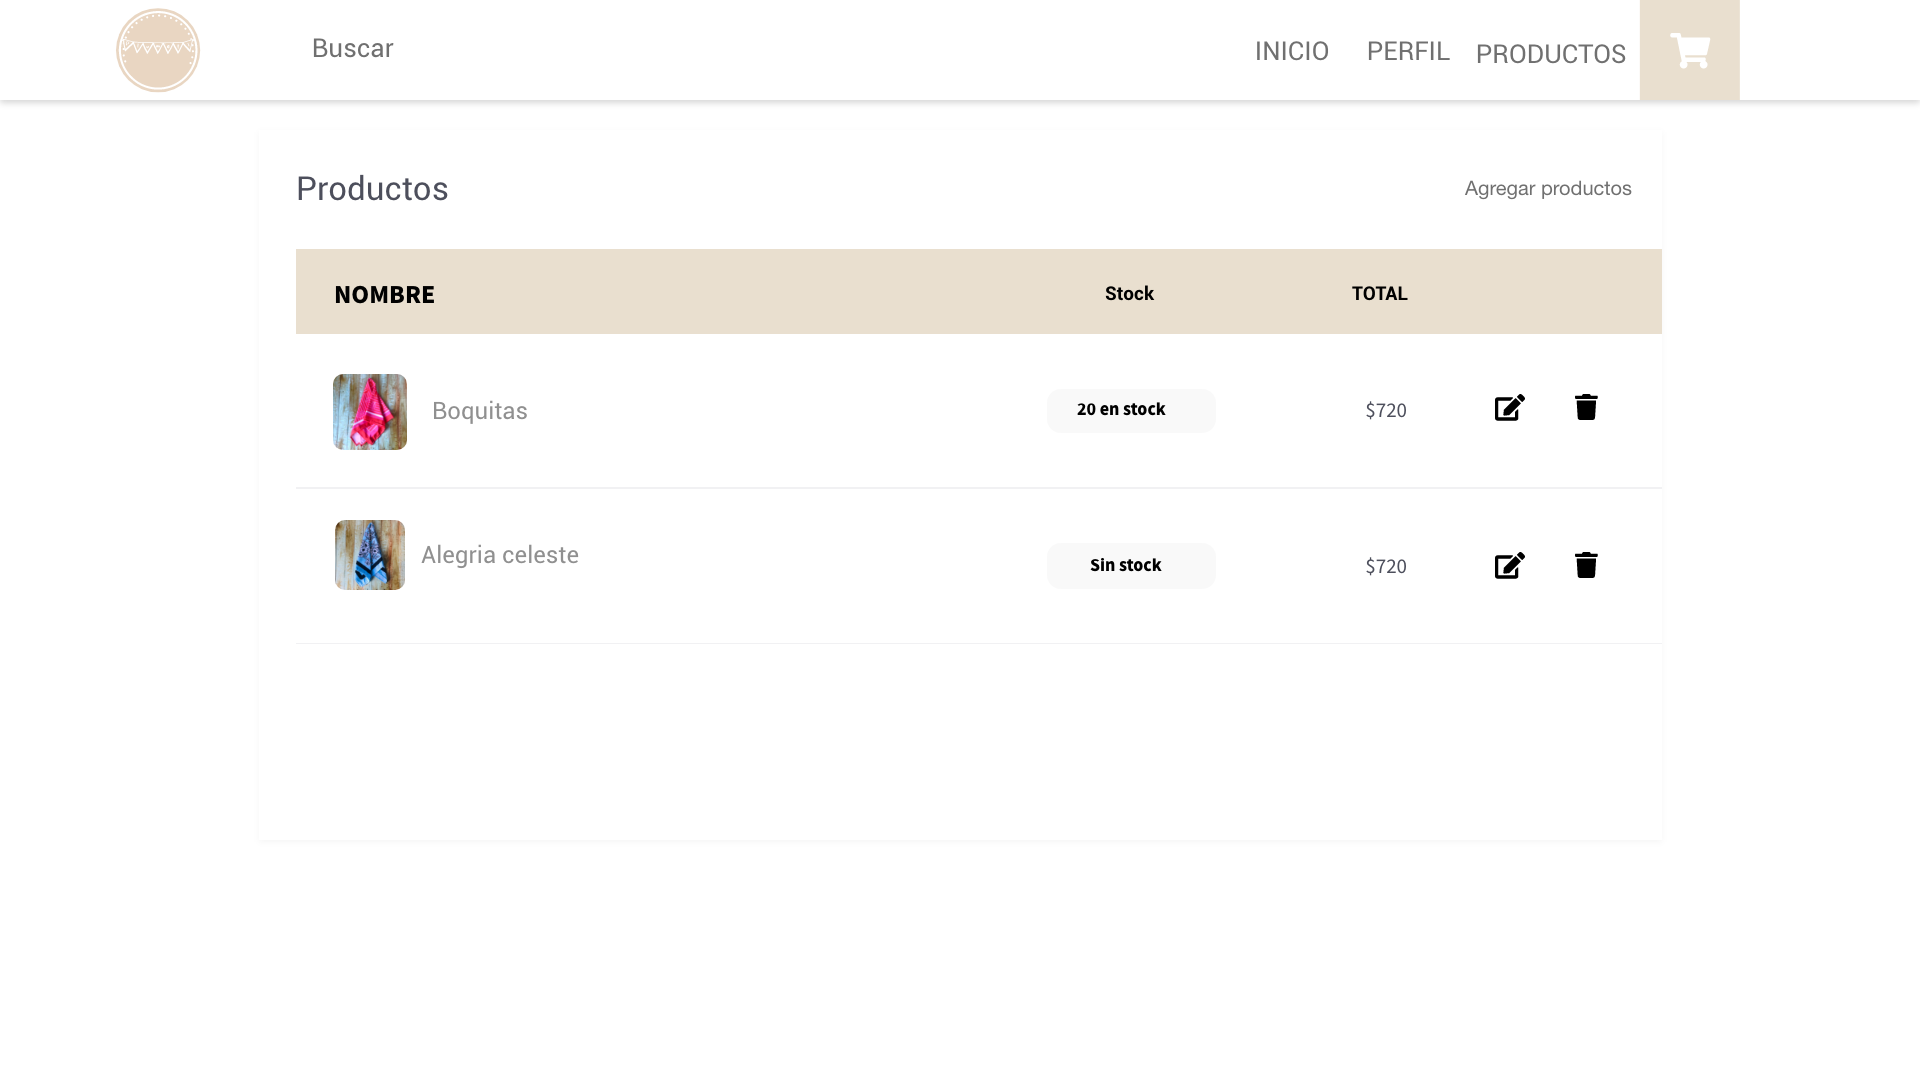 Buscar
INICIO PERFIL PRODUCTOS
Productos
Agregar productos
NOMBRE Stock TOTAL
Boquitas 20 en stock $720
Alegria celeste Sin stock $720